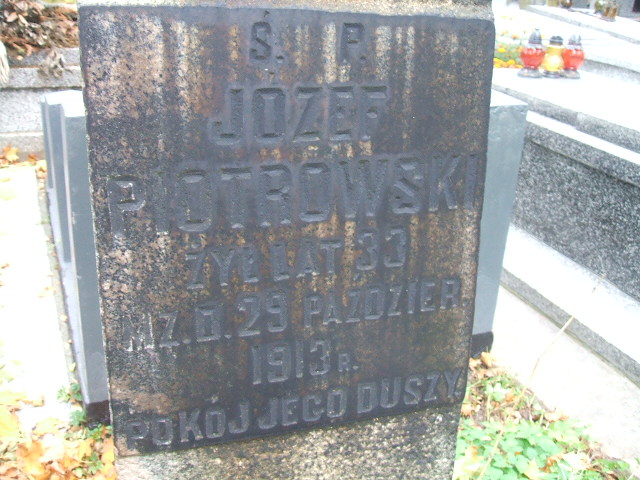 Ś. P.
JÓZEF
PIOTROWSKI
ŻYŁ LAT 33
M Z. D. 29 PAŹDZIER
1913 R.
POKÓJ JEGO DUSZY.